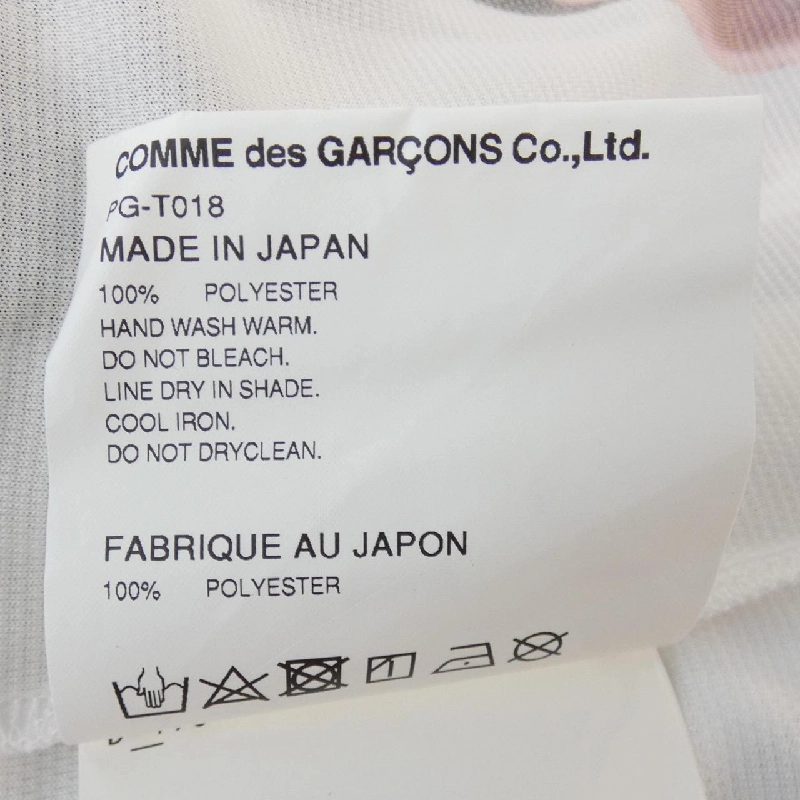 COMME des GARÇONS Co.,Ltd.
PG-T018
MADE IN JAPAN
100% POLYESTER
HAND WASH WARM.
DO NOT BLEACH.
LINE DRY IN SHADE.
COOL IRON.
DO NOT DRYCLEAN.
FABRIQUE AU JAPON
100% POLYESTER